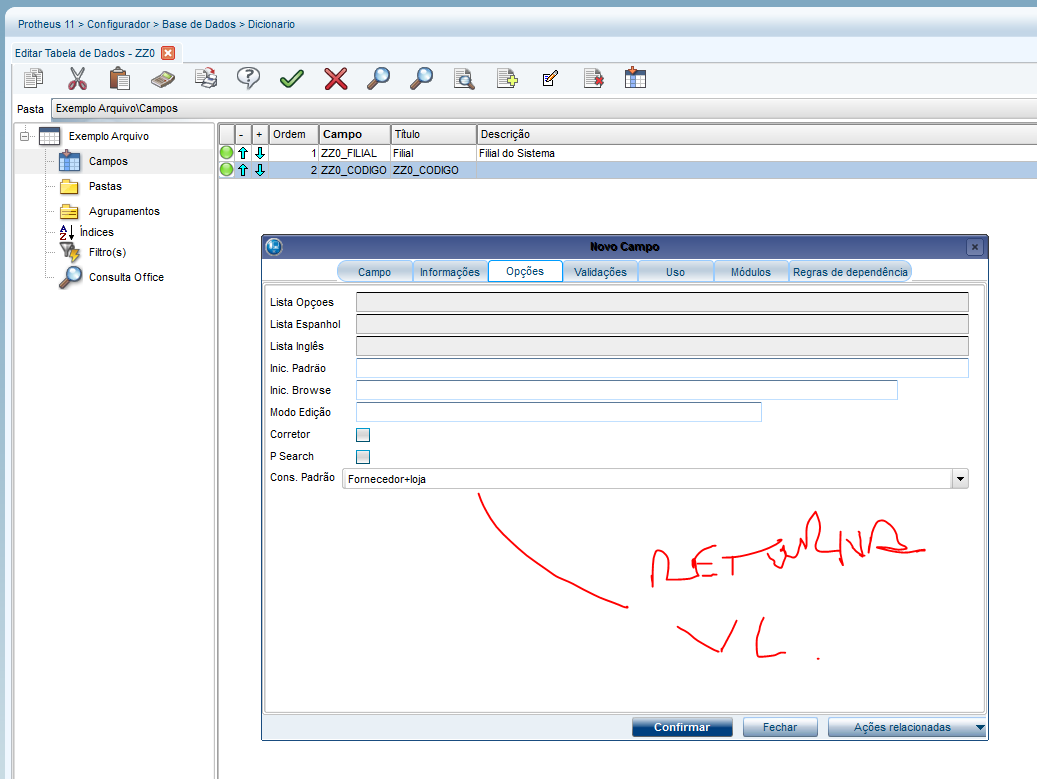 Protheus 11 > Configurador > Base de Dados > Dicionario
Editar Tabela de Dados - ZZ0
Pasta Exemplo Arquivo\Campos
Exemplo Arquivo
Campos
Pastas
Agrupamentos
Índices
Filtro(s)
Consulta Office
- + Ordem Campo Título Descrição
1 ZZ0_FILIAL Filial Filial do Sistema
2 ZZ0_CODIGO ZZ0_CODIGO
Novo Campo
Campo Informações Opções Validações Uso Módulos Regras de dependência
Lista Opçoes
Lista Espanhol
Lista Inglês
Inic. Padrão
Inic. Browse
Modo Edição
Corretor
P Search
Cons. Padrão Fornecedor+loja
RETORNA
VL.
Confirmar Fechar Ações relacionadas